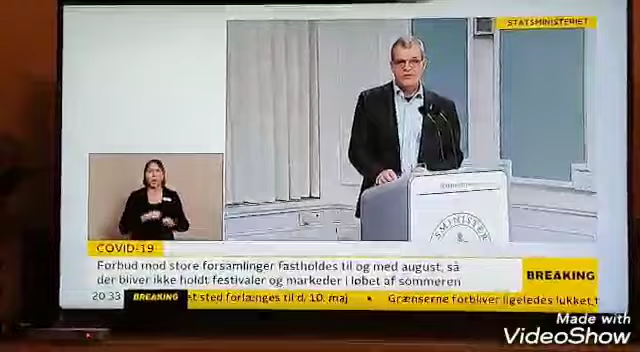 STATSMINISTERIET
SMINISTER
COVID-19
Forbud mod store forsamlinger fastholdes til og med august, så
der bliver ikke holdt festivaler og markeder i løbet af sommeren
BREAKING
20:33 BREAKING et sted forlænges til d. 10. maj • Grænserne forbliver ligeledes lukket
Made with
VideoShow